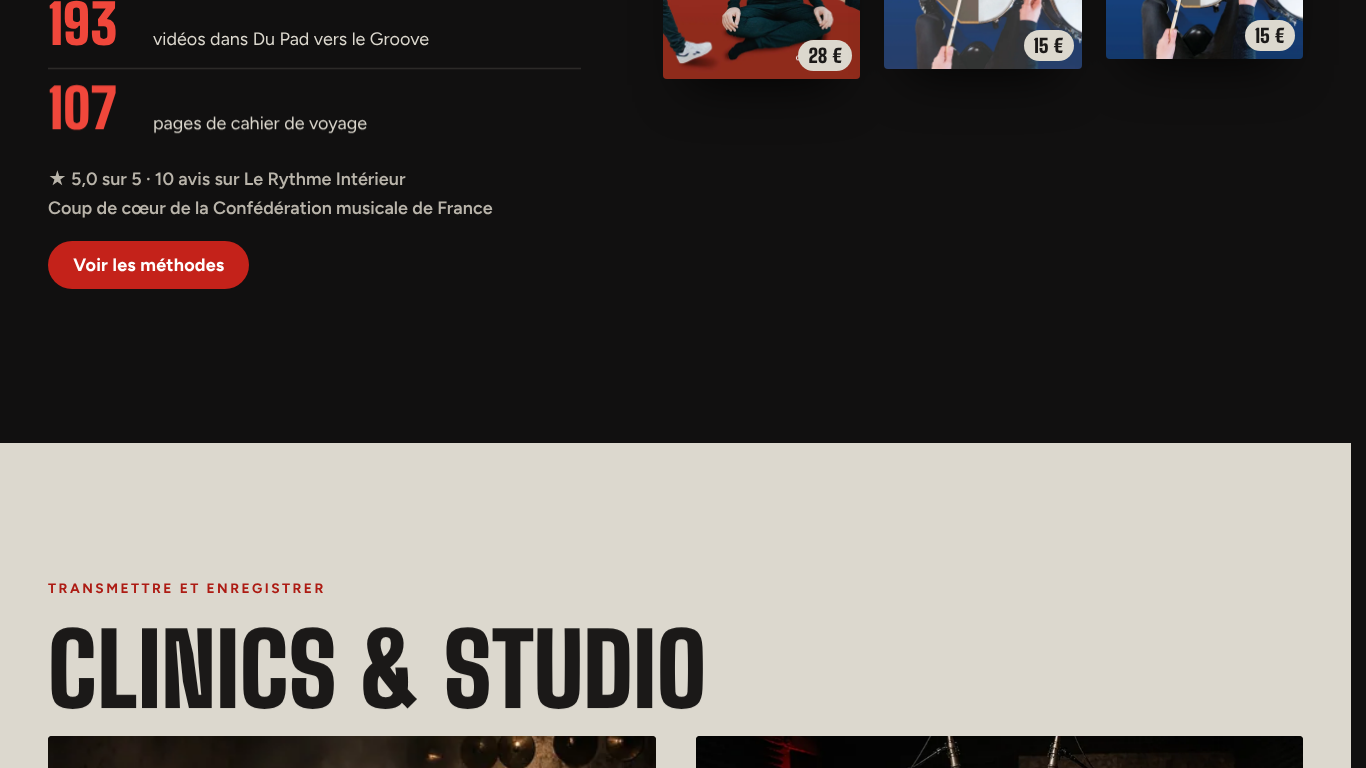 193
vidéos dans Du Pad vers le Groove
107
pages de cahier de voyage
★ 5,0 sur 5 · 10 avis sur Le Rythme Intérieur
Coup de cœur de la Confédération musicale de France
Voir les méthodes
28 €
15 €
15 €
TRANSMETTRE ET ENREGISTRER
CLINICS & STUDIO